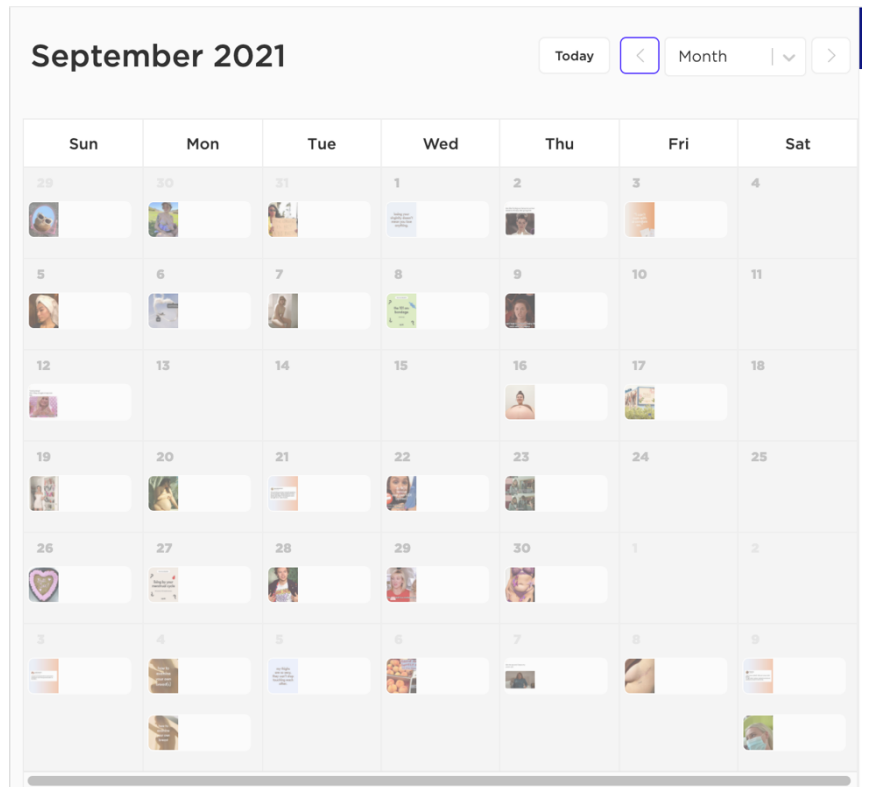 September 2021
Today
Month
Sun Mon Tue Wed Thu Fri Sat
29 30 31 1 2 3 4
5 6 7 8 9 10 11
12 13 14 15 16 17 18
19 20 21 22 23 24 25
26 27 28 29 30 1 2
3 4 5 6 7 8 9